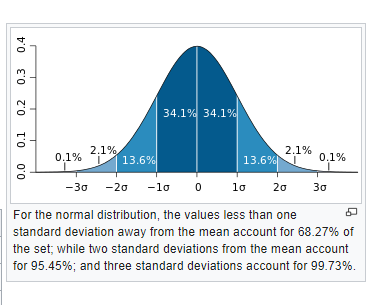 0.4
0.3
0.2
0.1
0.0
34.1% 34.1%
0.1% 2.1% 13.6% 13.6% 2.1% 0.1%
−3σ −2σ −1σ 0 1σ 2σ 3σ
For the normal distribution, the values less than one
standard deviation away from the mean account for 68.27% of
the set; while two standard deviations from the mean account
for 95.45%; and three standard deviations account for 99.73%.